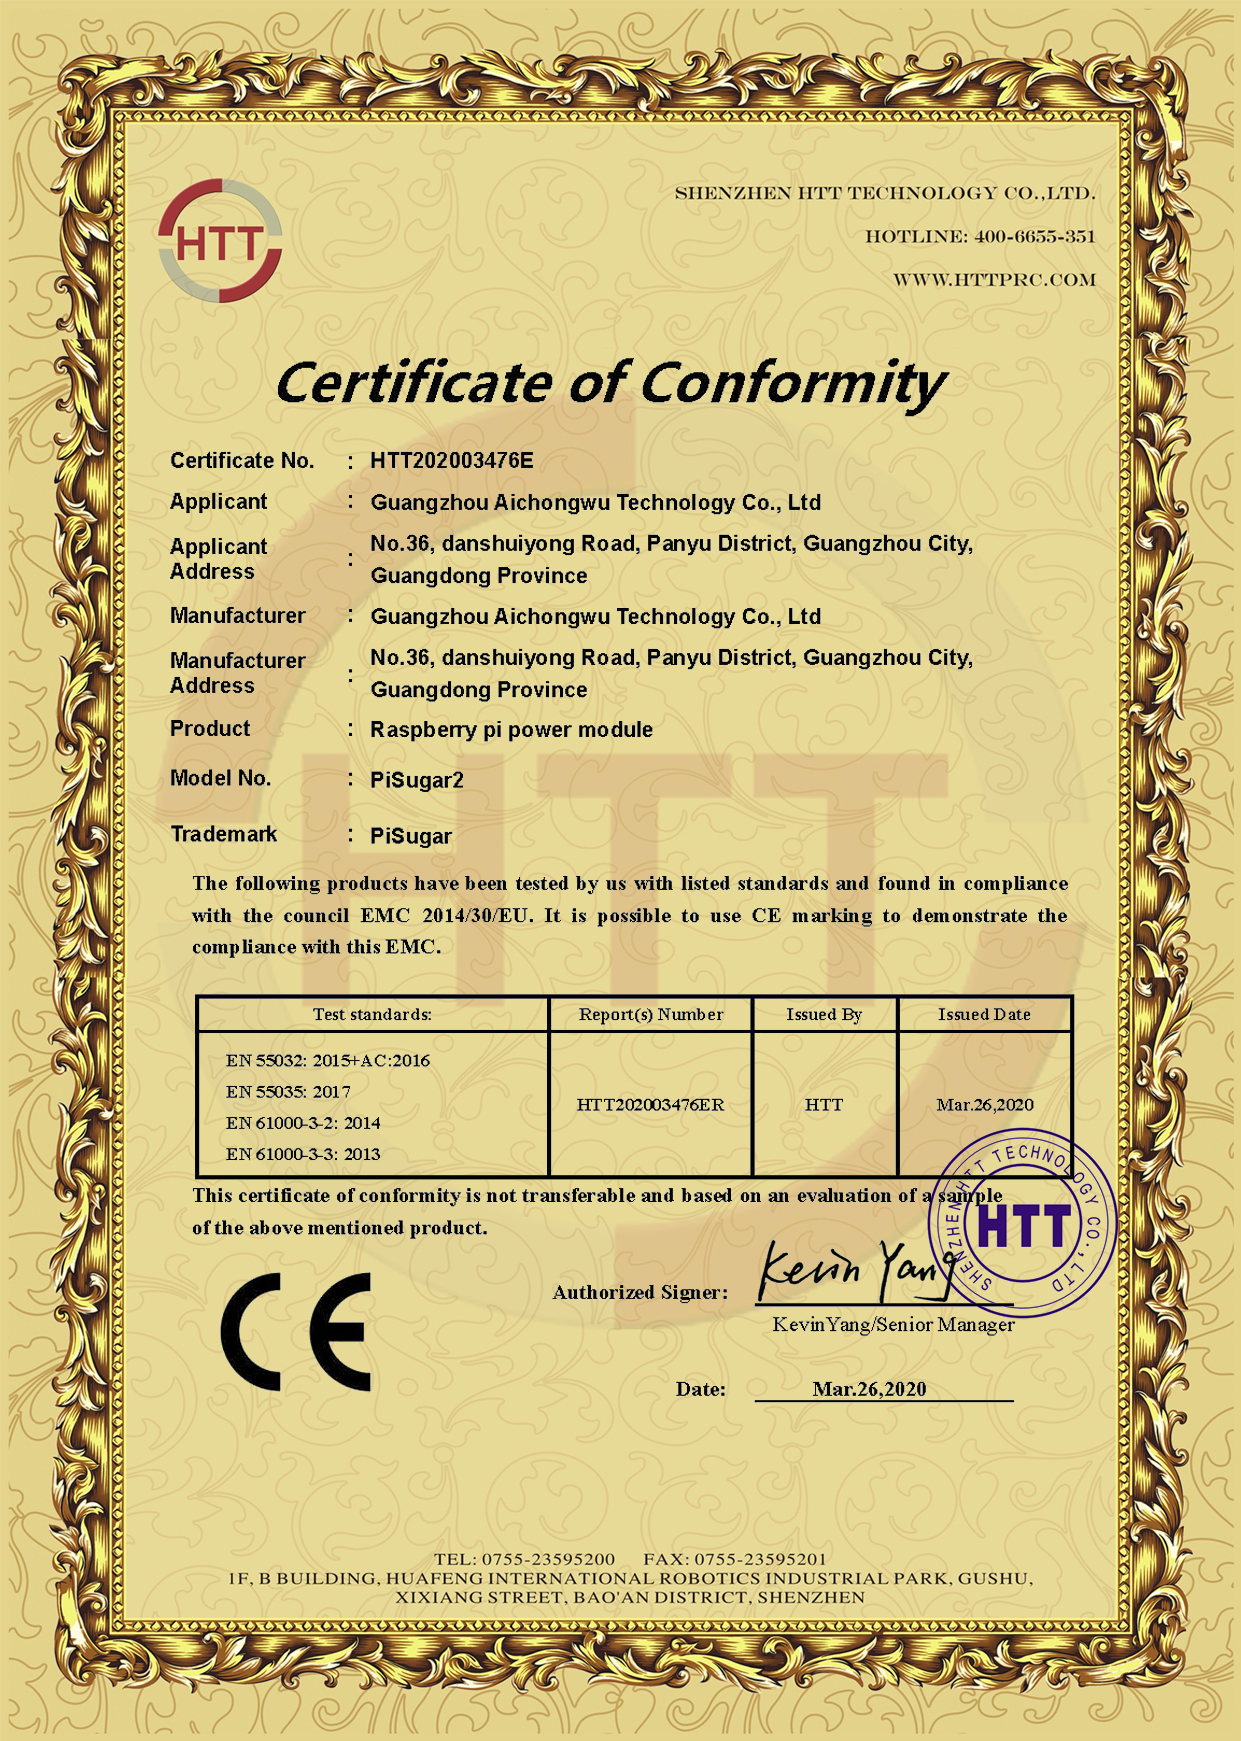 HTT
SHENZHEN HTT TECHNOLOGY CO.,LTD.
HOTLINE: 400-6655-351
WWW.HTTPRC.COM
Certificate of Conformity
Certificate No. : HTT202003476E
Applicant : Guangzhou Aichongwu Technology Co., Ltd
Applicant Address : No.36, danshuiyong Road, Panyu District, Guangzhou City,
Guangdong Province
Manufacturer : Guangzhou Aichongwu Technology Co., Ltd
Manufacturer Address : No.36, danshuiyong Road, Panyu District, Guangzhou City,
Guangdong Province
Product : Raspberry pi power module
Model No. : PiSugar2
Trademark : PiSugar
HTT
The following products have been tested by us with listed standards and found in compliance
with the council EMC 2014/30/EU. It is possible to use CE marking to demonstrate the
compliance with this EMC.
Test standards: Report(s) Number Issued By Issued Date
EN 55032: 2015+AC:2016
EN 55035: 2017
EN 61000-3-2: 2014
EN 61000-3-3: 2013
HTT202003476ER HTT Mar.26,2020
This certificate of conformity is not transferable and based on an evaluation of a sample
of the above mentioned product.
SHENZHEN HTT TECHNOLOGY CO.,LTD
HTT
CE
Authorized Signer: Kevin Yang
KevinYang/Senior Manager
Date: Mar.26,2020
TEL: 0755-23595200 FAX: 0755-23595201
1F, B BUILDING, HUAFENG INTERNATIONAL ROBOTICS INDUSTRIAL PARK, GUSHU,
XIXIANG STREET, BAO'AN DISTRICT, SHENZHEN